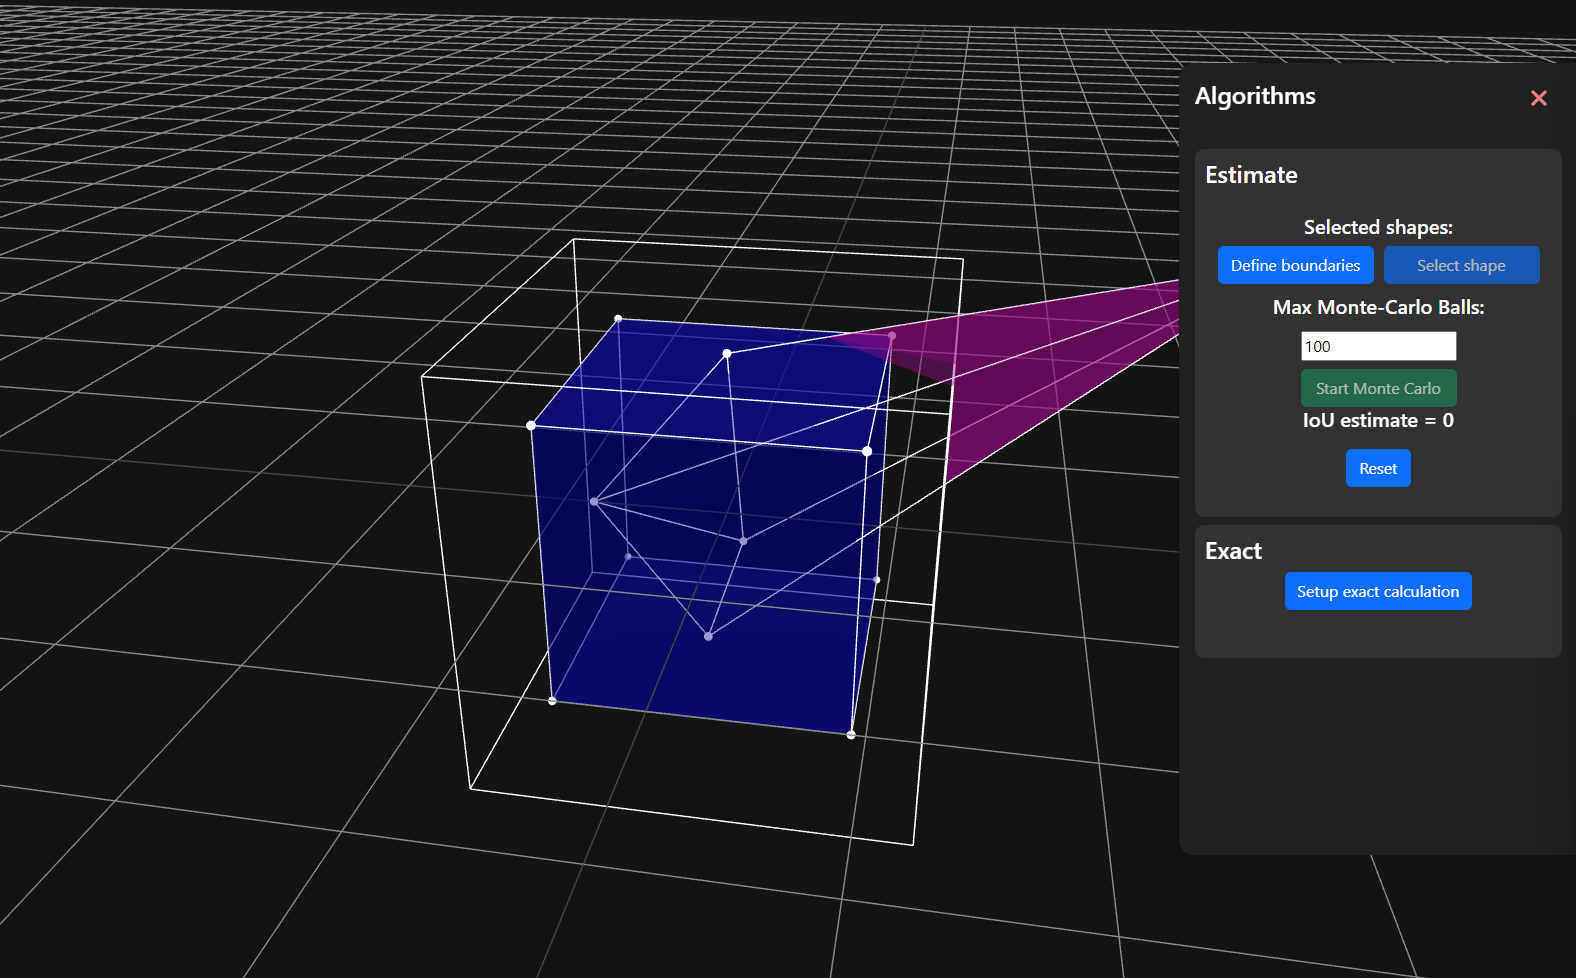 Algorithms
Estimate
Selected shapes:
Define boundaries Select shape
Max Monte-Carlo Balls:
100
Start Monte Carlo
IoU estimate = 0
Reset
Exact
Setup exact calculation